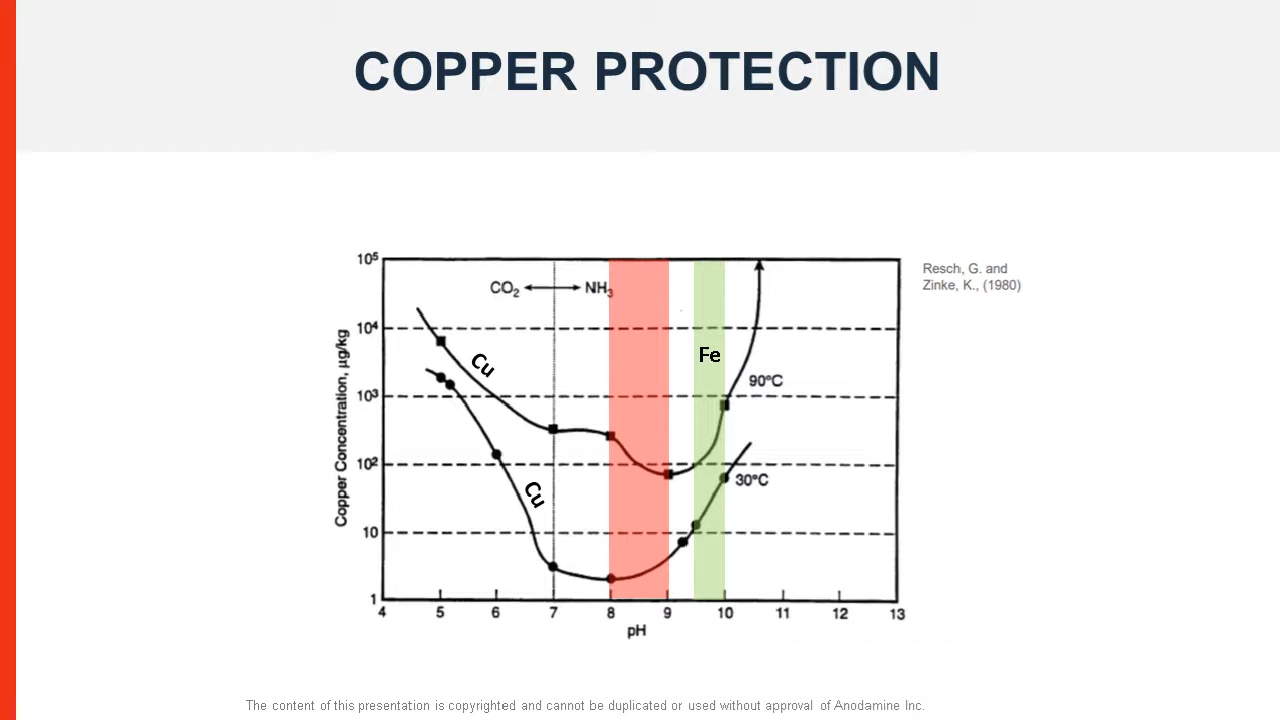 COPPER PROTECTION
Resch, G. and
Zinke, K., (1980)
Copper Concentration, µg/kg
10⁵
10⁴
10³
10²
10
1
CO₂ NH₃
Cu
Cu
Fe
90°C
30°C
4 5 6 7 8 9 10 11 12 13
pH
The content of this presentation is copyrighted and cannot be duplicated or used without approval of Anodamine Inc.